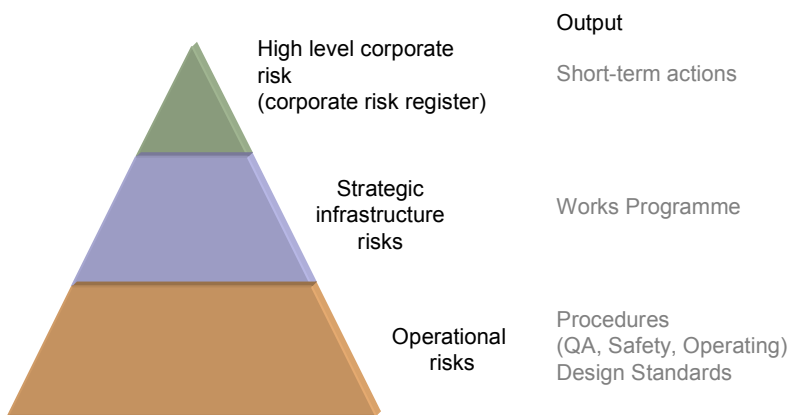 Output
High level corporate
risk
(corporate risk register)
Short-term actions
Strategic
infrastructure
risks
Works Programme
Operational
risks
Procedures
(QA, Safety, Operating)
Design Standards